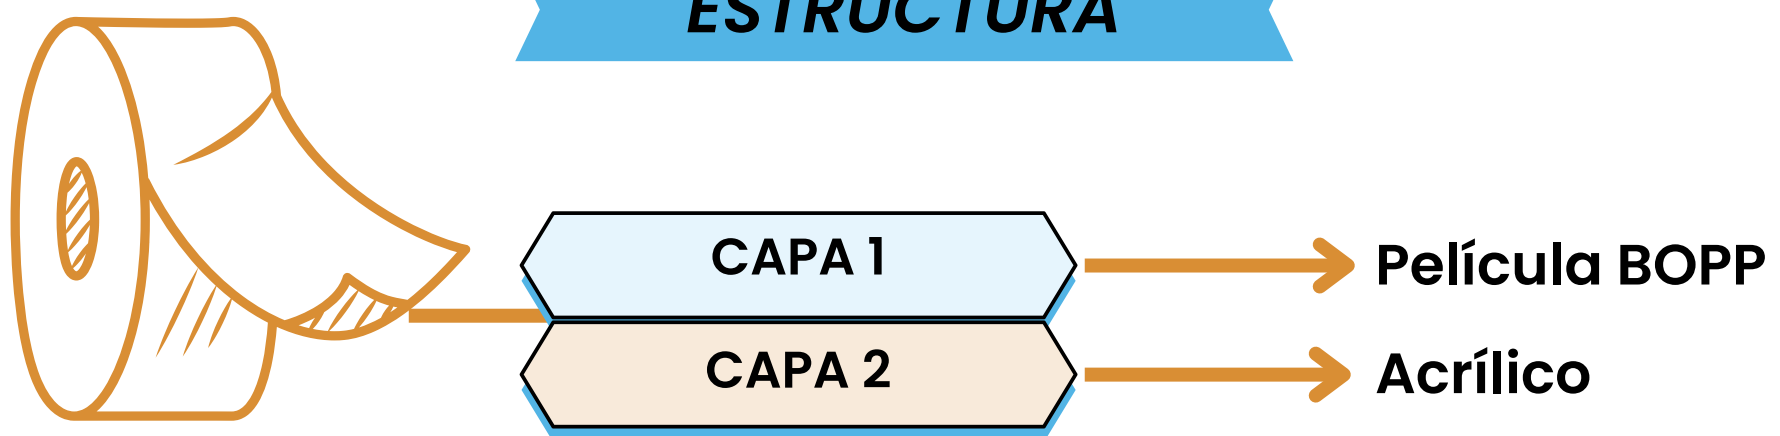 ESTRUCTURA
CAPA 1
Película BOPP
CAPA 2
Acrílico